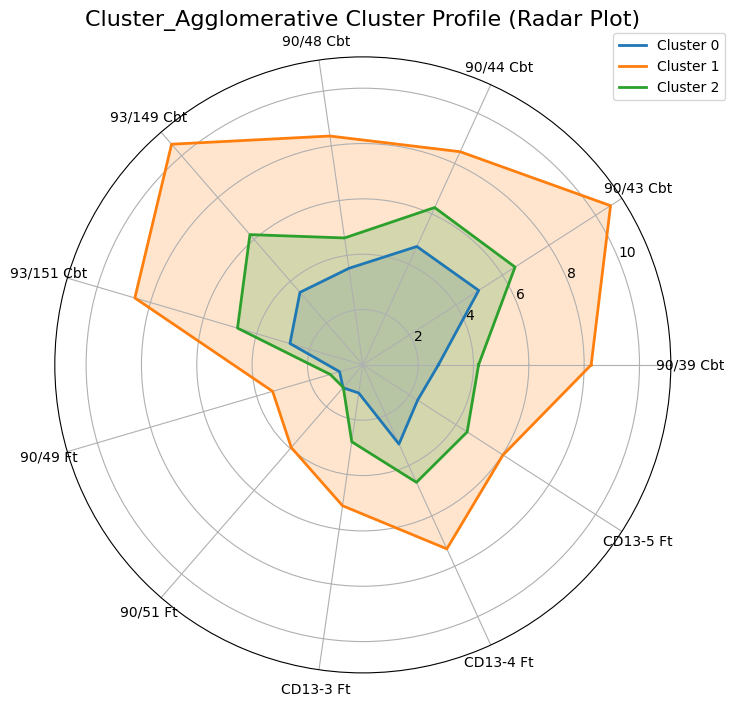 Cluster_Agglomerative Cluster Profile (Radar Plot)
Cluster 0
Cluster 1
Cluster 2
90/48 Cbt
90/44 Cbt
93/149 Cbt
90/43 Cbt
10
93/151 Cbt
8
6
4
2
90/39 Cbt
90/49 Ft
CD13-5 Ft
90/51 Ft
CD13-4 Ft
CD13-3 Ft